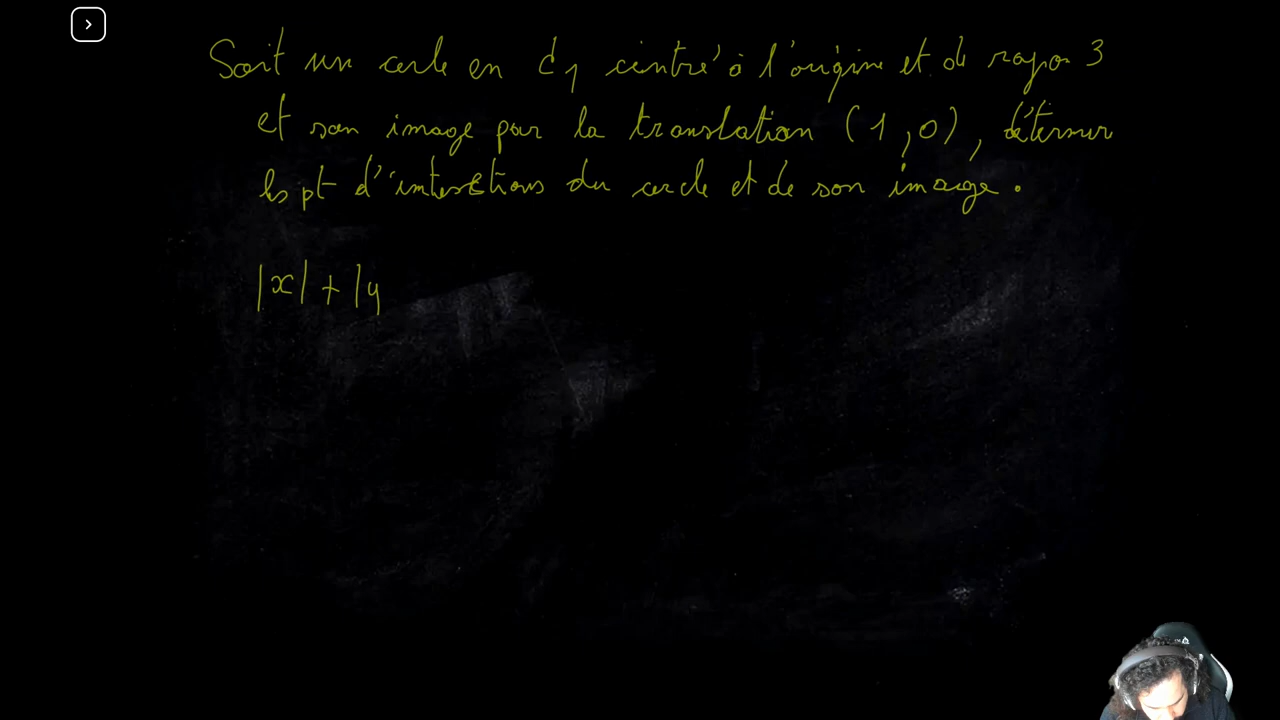 Soit un cercle en d1 centré à l'origine et de rayon 3
et son image par la translation (1,0), déterminer
les pt d'intersections du cercle et de son image.
|x| + |y